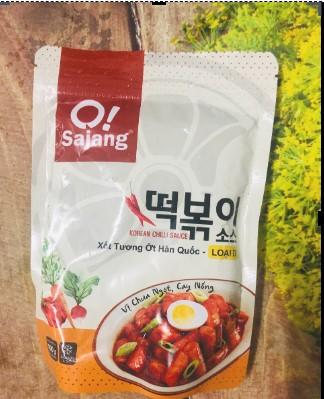 O!
Sajang
떡볶이
소스
KOREAN CHILLI SAUCE
Xốt Tương Ớt Hàn Quốc -
Vị Chua Ngọt, Cay Nồng